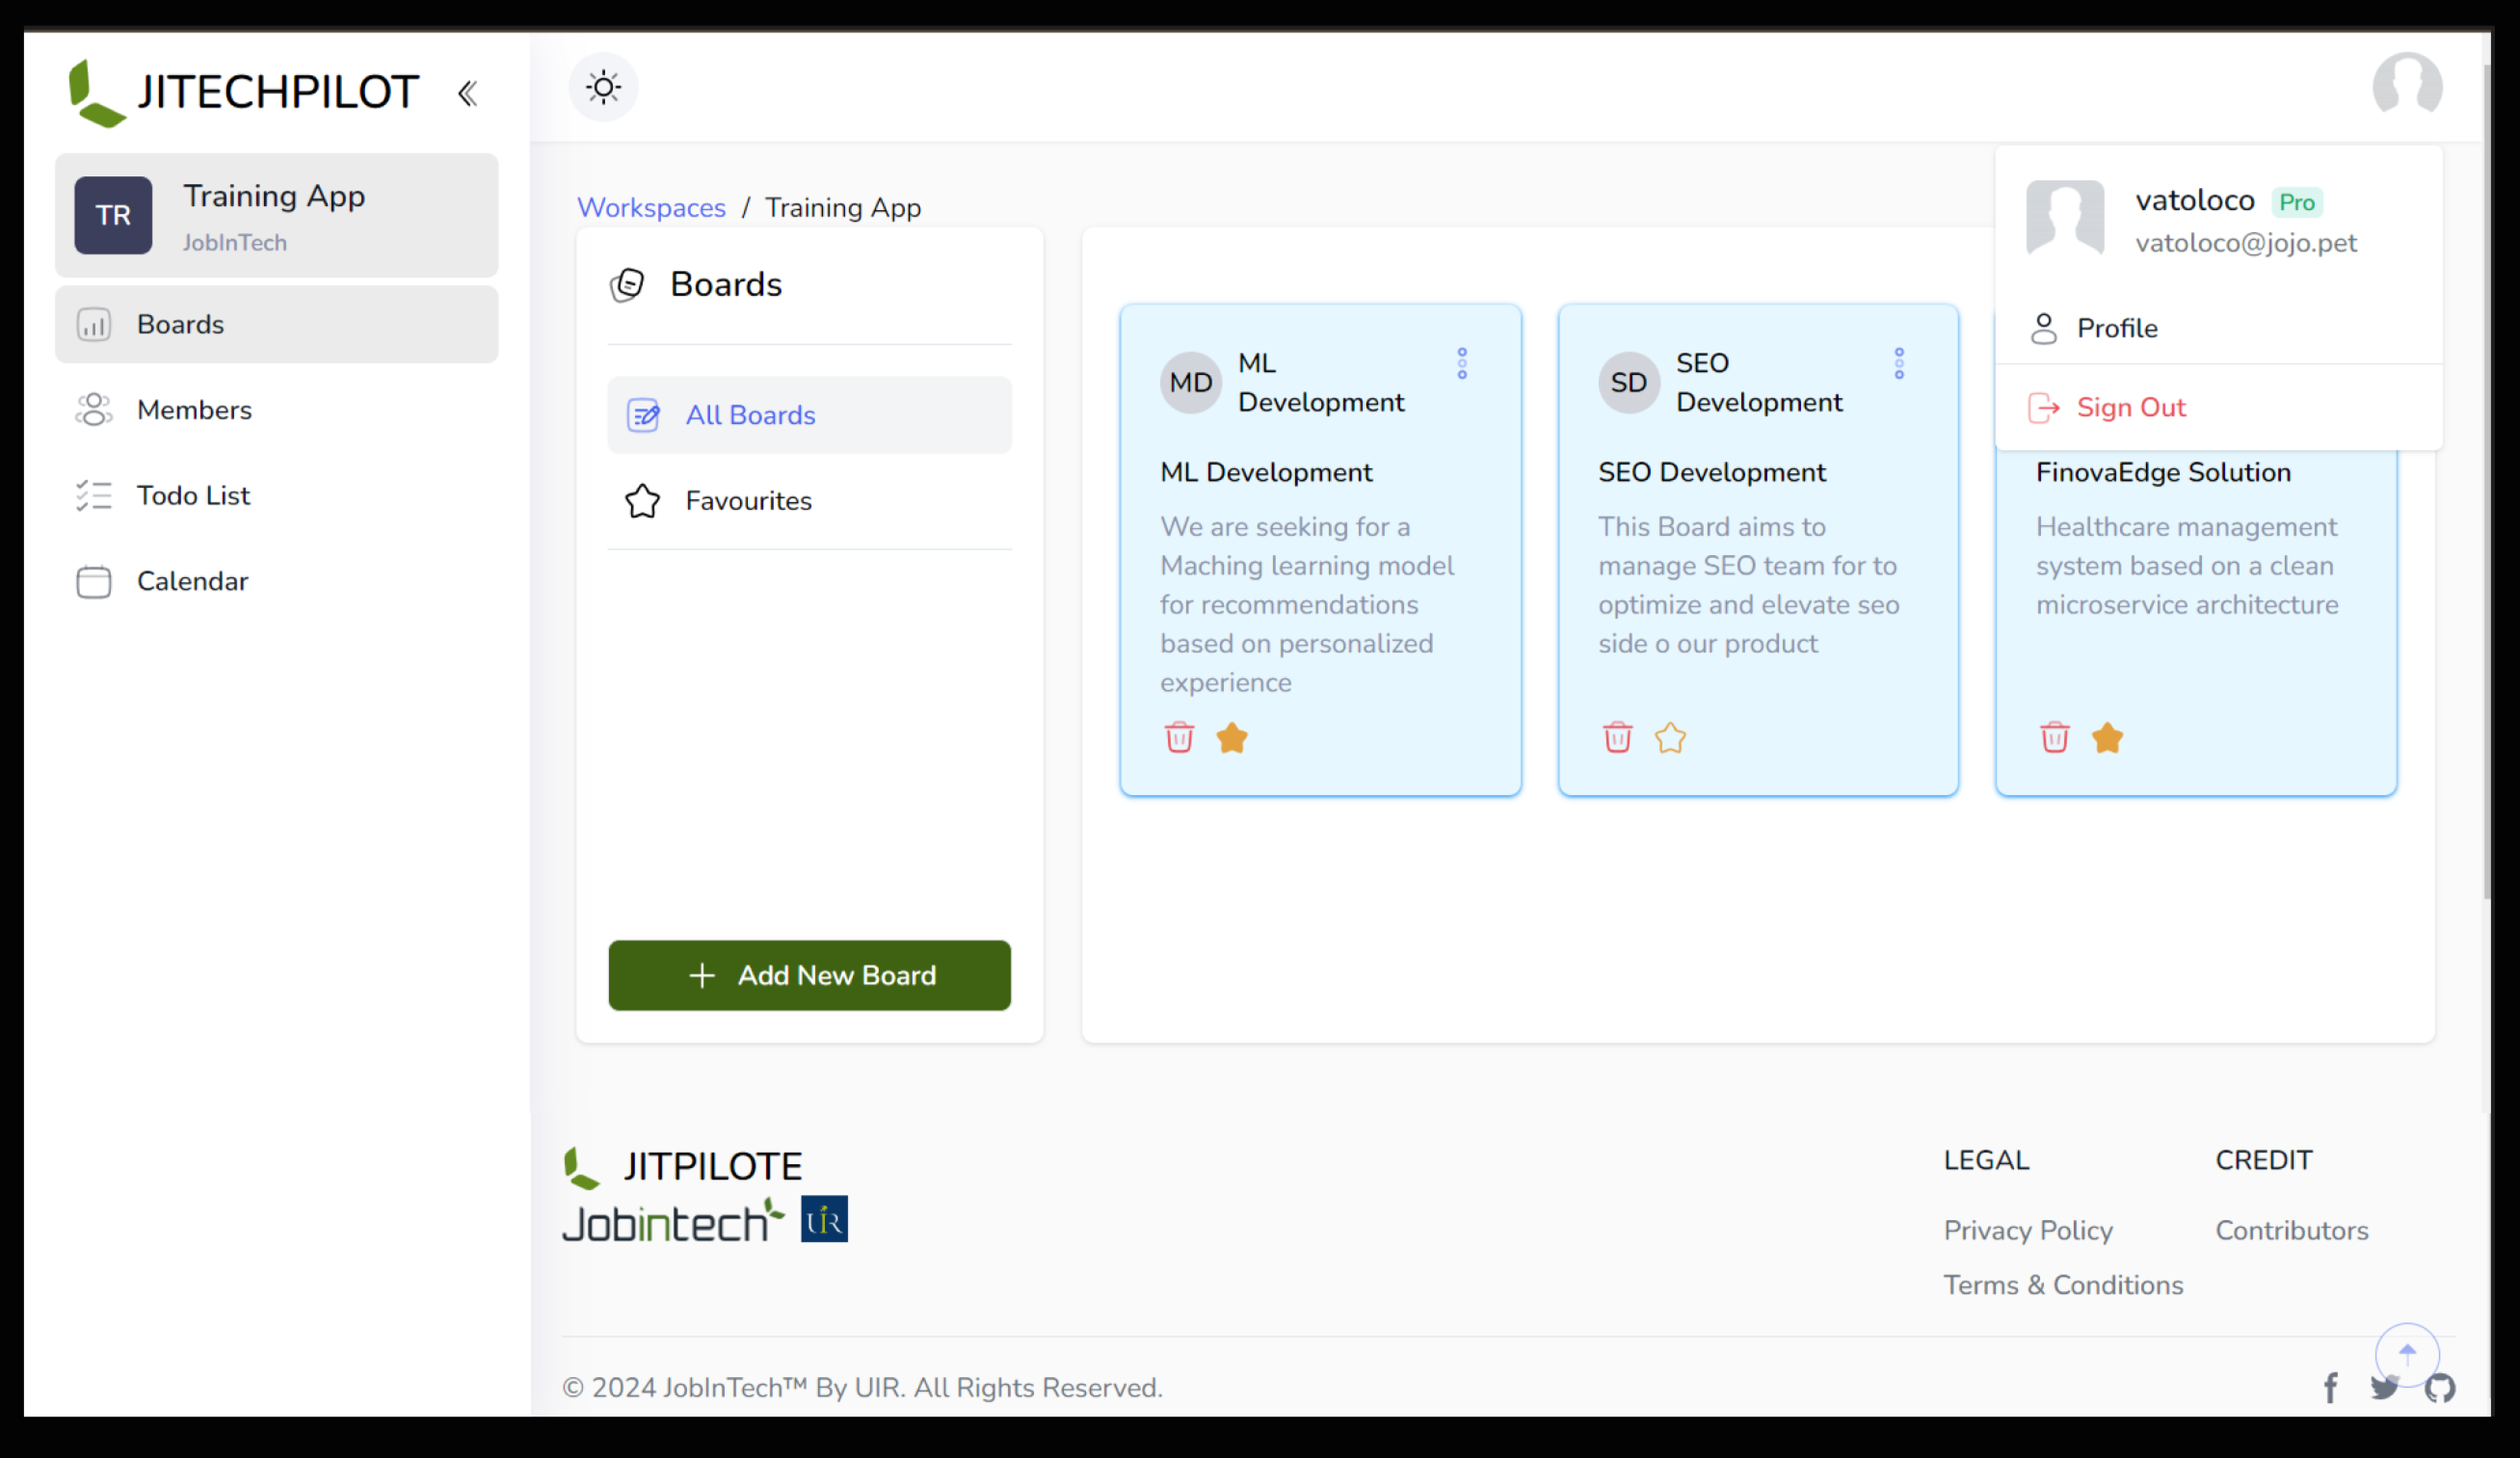 JITECHPILOT
TR
Training App
JobInTech
Boards
Members
Todo List
Calendar
Workspaces / Training App
Boards
All Boards
Favourites
Add New Board
MD
ML
Development
ML Development
We are seeking for a
Maching learning model
for recommendations
based on personalized
experience
SD
SEO
Development
SEO Development
This Board aims to
manage SEO team for to
optimize and elevate seo
side o our product
vatoloco Pro
vatoloco@jojo.pet
Profile
Sign Out
FinovaEdge Solution
Healthcare management
system based on a clean
microservice architecture
JITPILOTE
Jobintech UIR
LEGAL
Privacy Policy
Terms & Conditions
CREDIT
Contributors
© 2024 JobInTech™ By UIR. All Rights Reserved.